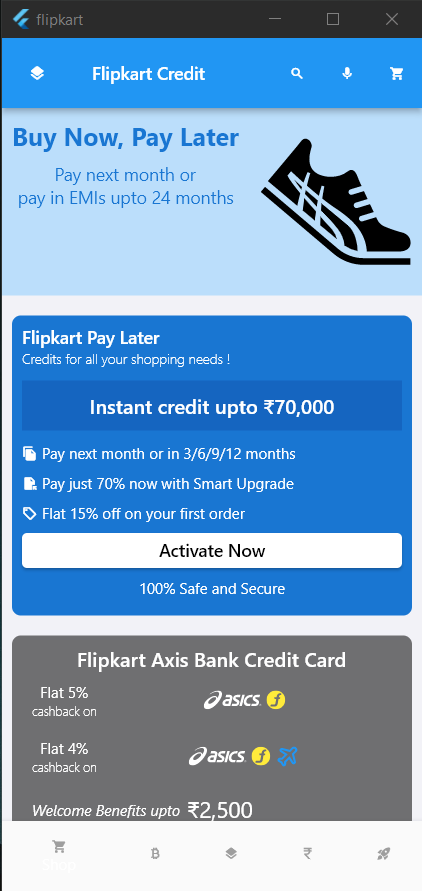 flipkart
Flipkart Credit
Buy Now, Pay Later
Pay next month or
pay in EMIs upto 24 months
Flipkart Pay Later
Credits for all your shopping needs !
Instant credit upto ₹70,000
Pay next month or in 3/6/9/12 months
Pay just 70% now with Smart Upgrade
Flat 15% off on your first order
Activate Now
100% Safe and Secure
Flipkart Axis Bank Credit Card
Flat 5%
cashback on
asics f
Flat 4%
cashback on
asics f
Welcome Benefits upto ₹2,500
Shop